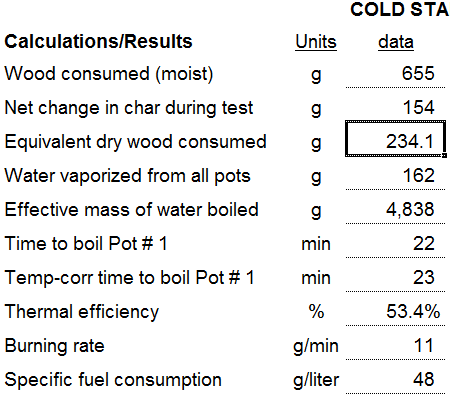 COLD STA
Calculations/Results Units data
Wood consumed (moist) g 655
Net change in char during test g 154
Equivalent dry wood consumed g 234.1
Water vaporized from all pots g 162
Effective mass of water boiled g 4,838
Time to boil Pot # 1 min 22
Temp-corr time to boil Pot # 1 min 23
Thermal efficiency % 53.4%
Burning rate g/min 11
Specific fuel consumption g/liter 48